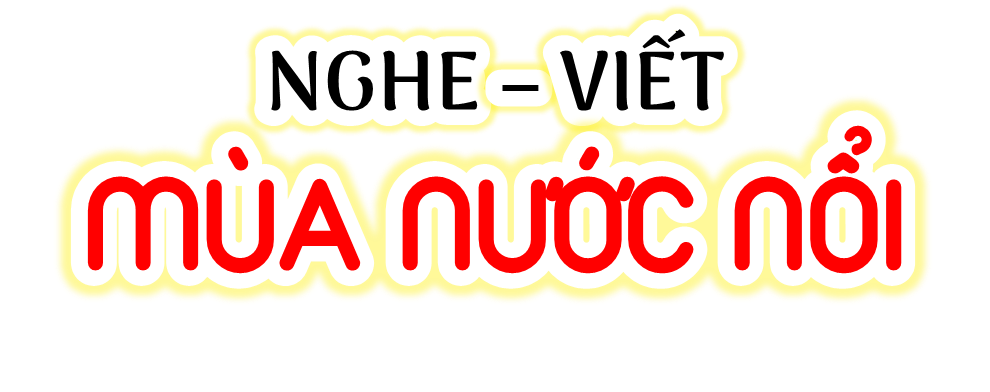 NGHE – VIẾT
MÙA NƯỚC NỔI